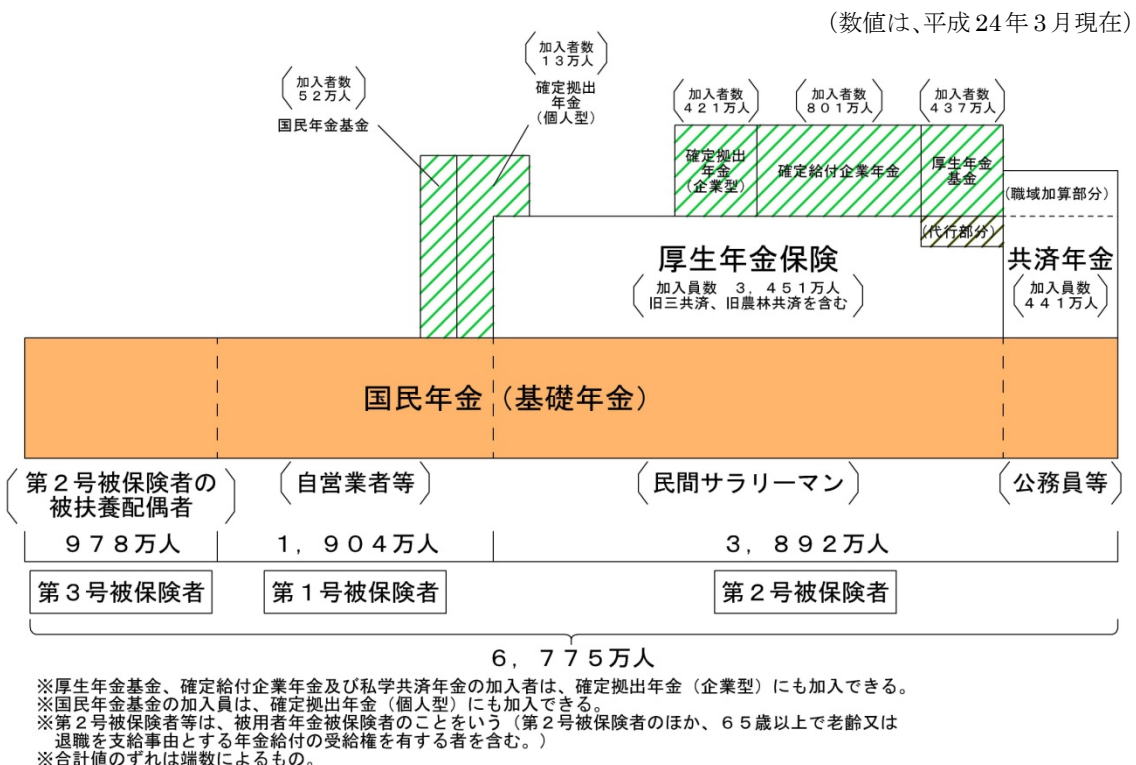 (数値は、平成24年3月現在)
加入者数
13万人
確定拠出
年金
(個人型)
加入者数
52万人
国民年金基金
加入者数
421万人
加入者数
801万人
加入者数
437万人
確定拠出
年金
(企業型)
確定給付企業年金
厚生年金
基金
(職域加算部分)
(代行部分)
厚生年金保険
加入員数 3,451万人
旧三共済、旧農林共済を含む
共済年金
加入員数
441万人
国民年金(基礎年金)
第2号被保険者の
被扶養配偶者
自営業者等
民間サラリーマン
公務員等
978万人
1,904万人
3,892万人
第3号被保険者
第1号被保険者
第2号被保険者
6,775万人
※厚生年金基金、確定給付企業年金及び私学共済年金の加入者は、確定拠出年金(企業型)にも加入できる。
※国民年金基金の加入員は、確定拠出年金(個人型)にも加入できる。
※第2号被保険者等は、被用者年金被保険者のことをいう(第2号被保険者のほか、65歳以上で老齢又は
退職を支給事由とする年金給付の受給権を有する者を含む。)
※合計値のずれは端数によるもの。